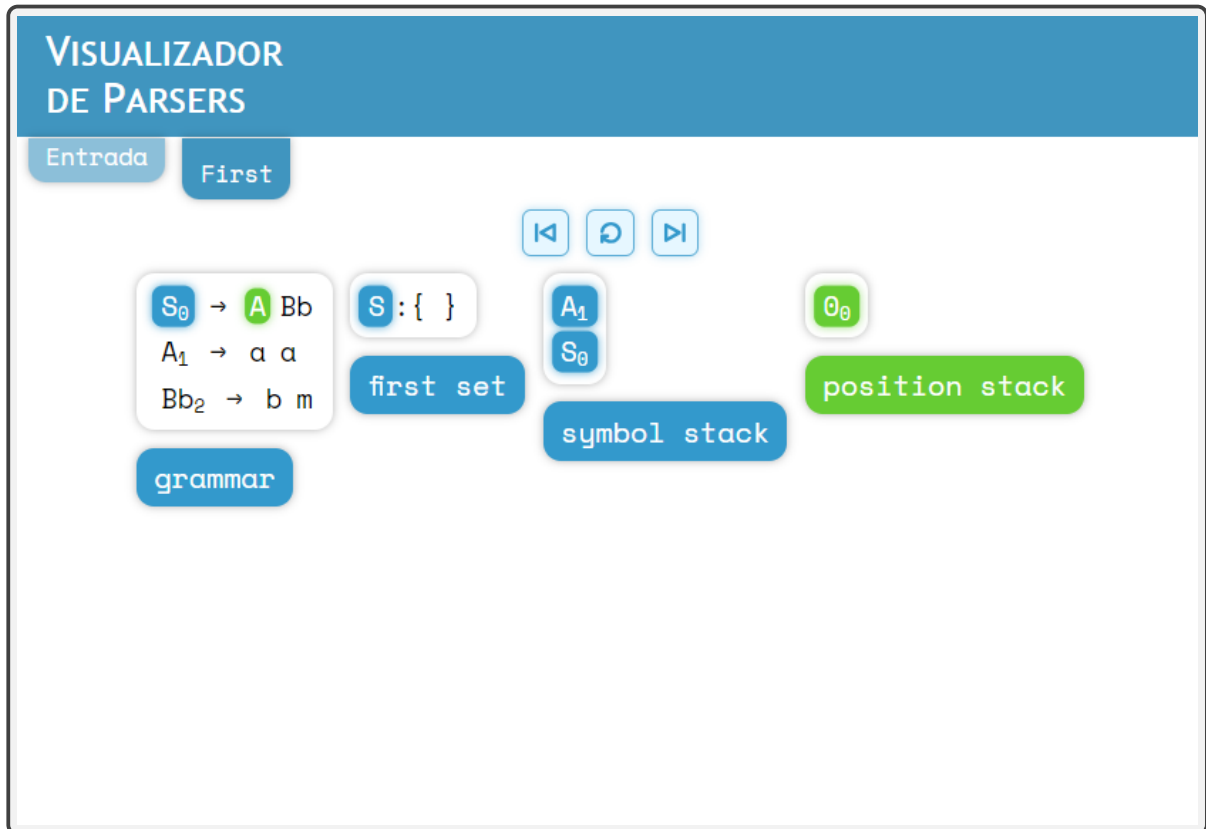 VISUALIZADOR
DE PARSERS
Entrada
First
S₀ → A Bb
A₁ → a a
Bb₂ → b m
grammar
S:{ }
first set
A₁
S₀
symbol stack
0₀
position stack